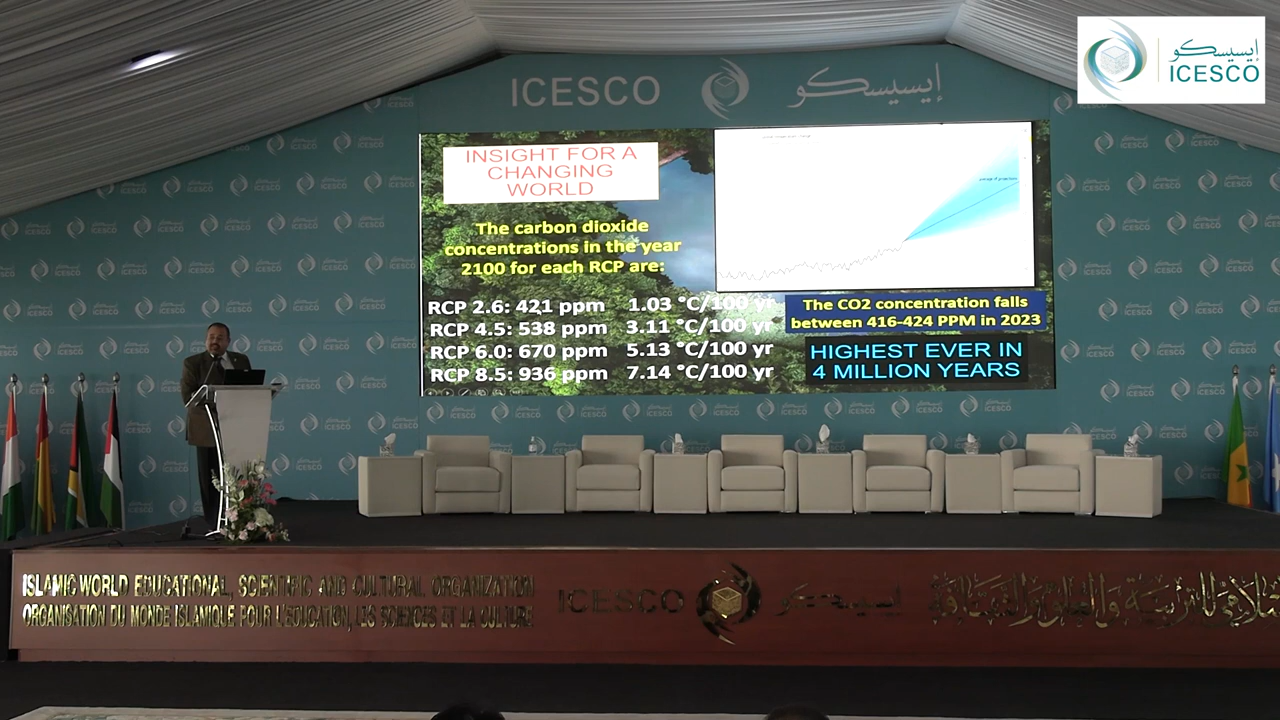 ICESCO
إيسيسكو
إيسيسكو
ICESCO
INSIGHT FOR A
CHANGING
WORLD
The carbon dioxide
concentrations in the year
2100 for each RCP are:
RCP 2.6: 421 ppm 1.03 °C/100 yr
RCP 4.5: 538 ppm 3.11 °C/100 yr
RCP 6.0: 670 ppm 5.13 °C/100 yr
RCP 8.5: 936 ppm 7.14 °C/100 yr
The CO2 concentration falls
between 416-424 PPM in 2023
HIGHEST EVER IN
4 MILLION YEARS
ISLAMIC WORLD EDUCATIONAL, SCIENTIFIC AND CULTURAL ORGANIZATION
ORGANISATION DU MONDE ISLAMIQUE POUR L'ÉDUCATION, LES SCIENCES ET LA CULTURE
ICESCO
إيسيسكو